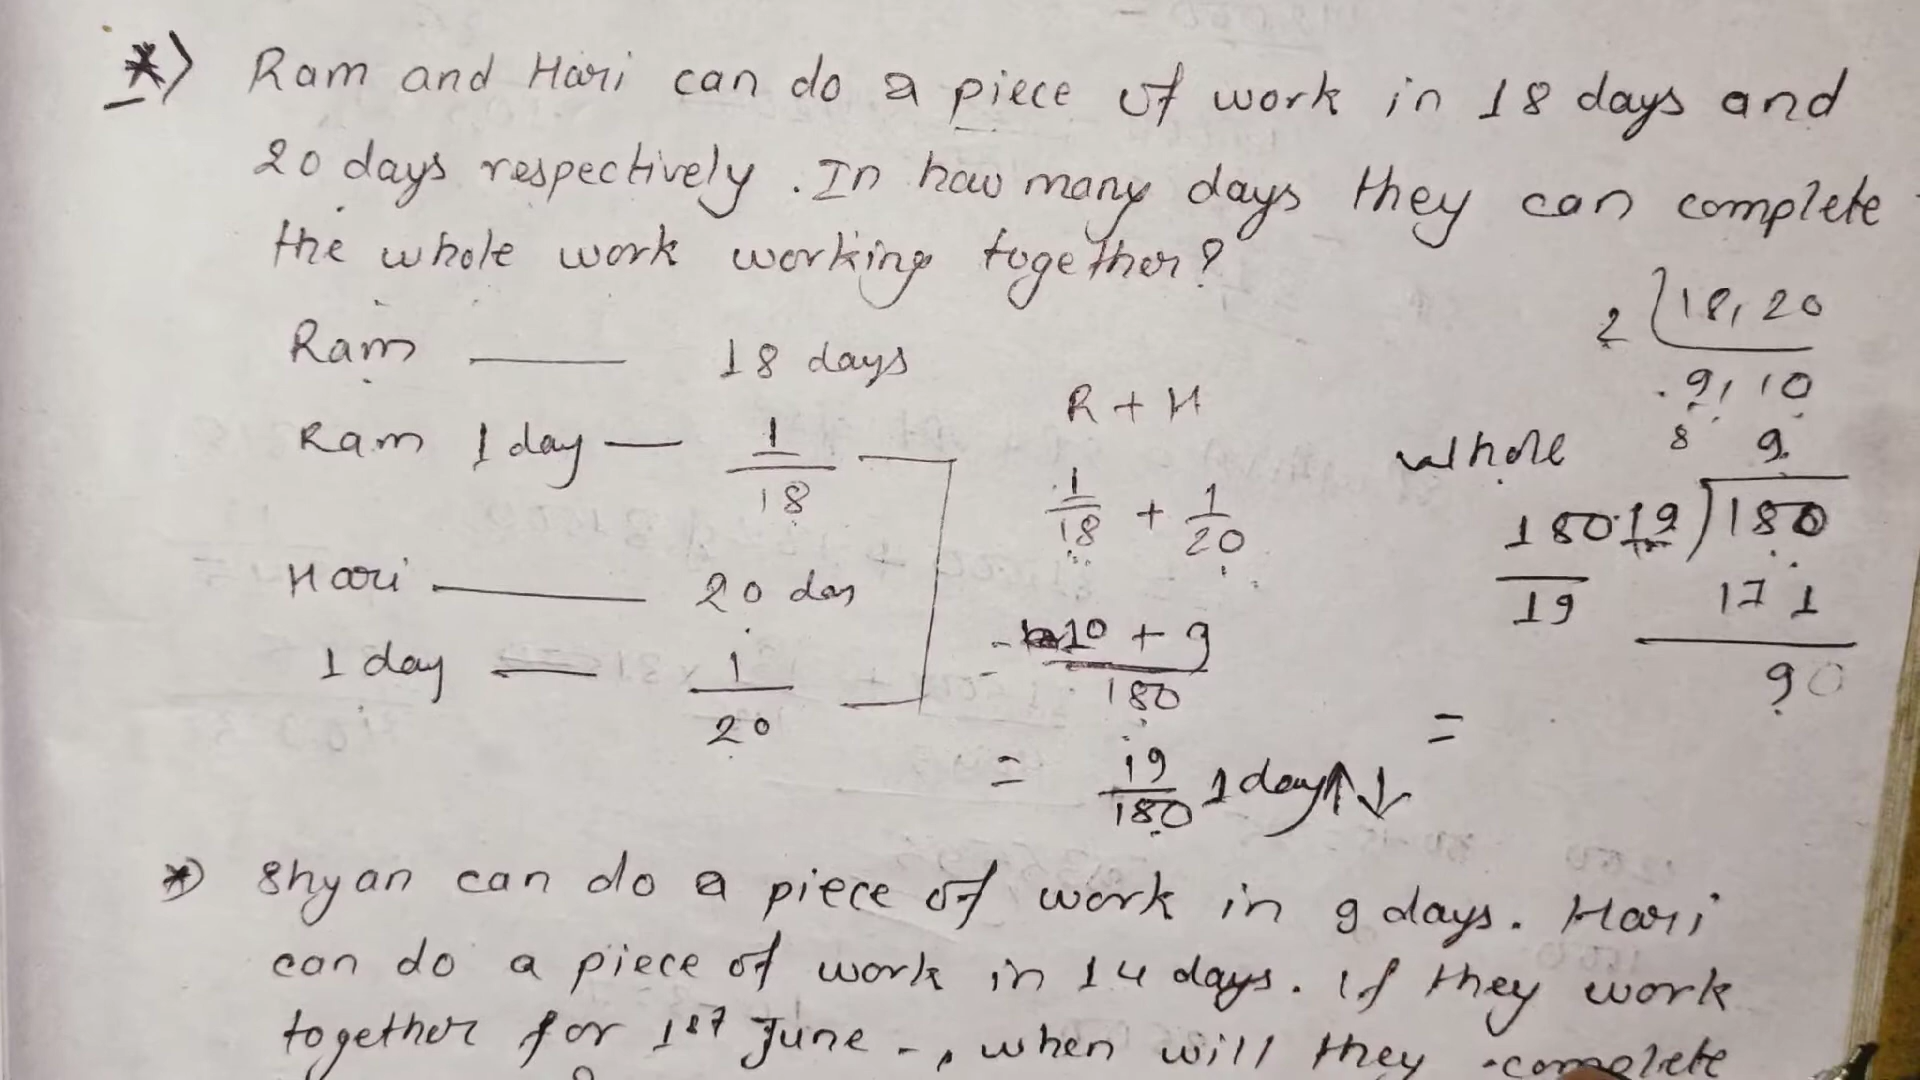 *) Ram and Hari can do a piece of work in 18 days and
20 days respectively. In how many days they can complete
the whole work working together?
Ram — 18 days
Ram 1 day — 1/18
Hari — 20 day
1 day — 1/20
R + H
1/18 + 1/20
= 10 + 9 / 180
= 19/180 1 day ↑↓
2 | 18, 20
9, 10
whole
180/19
8 9
19)180
171
90
=
*) Shyan can do a piece of work in 9 days. Hari
can do a piece of work in 14 days. if they work
together for 1st June -, when will they complete